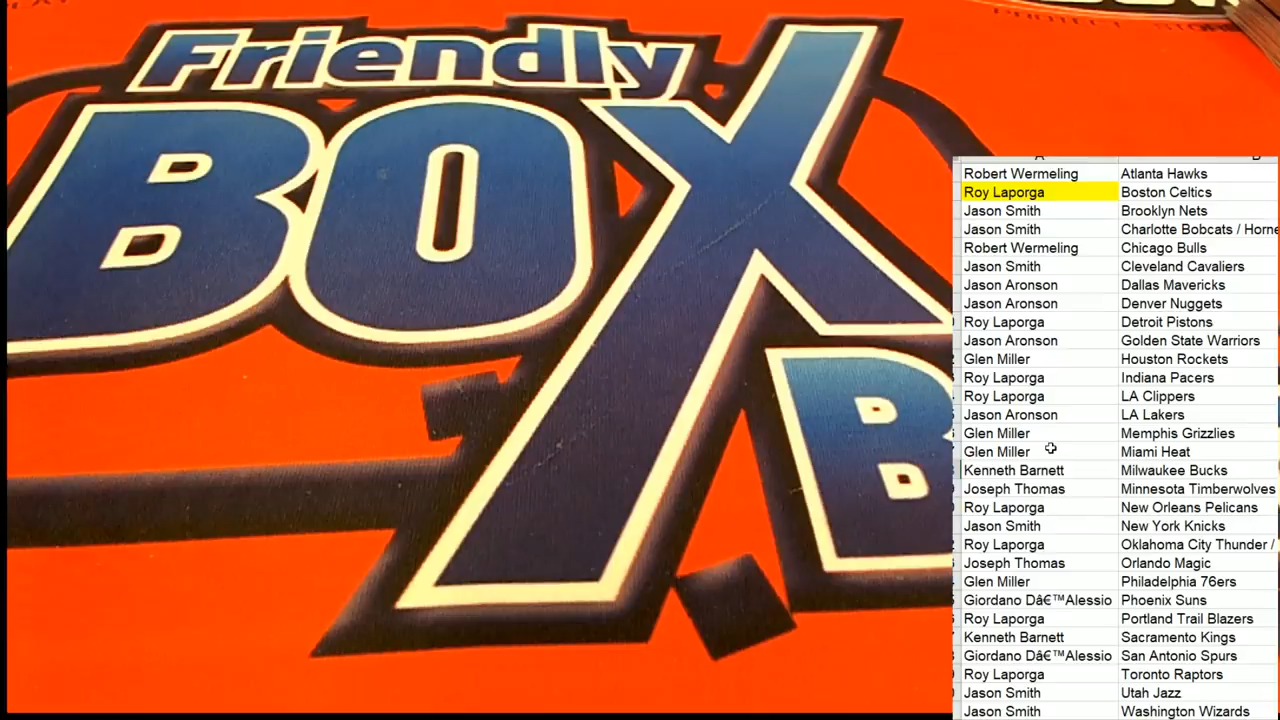 Friendly
BOX
B
A B
Robert Wermeling Atlanta Hawks
Roy Laporga Boston Celtics
Jason Smith Brooklyn Nets
Jason Smith Charlotte Bobcats / Horne
Robert Wermeling Chicago Bulls
Jason Smith Cleveland Cavaliers
Jason Aronson Dallas Mavericks
Jason Aronson Denver Nuggets
Roy Laporga Detroit Pistons
Jason Aronson Golden State Warriors
Glen Miller Houston Rockets
Roy Laporga Indiana Pacers
Roy Laporga LA Clippers
Jason Aronson LA Lakers
Glen Miller Memphis Grizzlies
Glen Miller Miami Heat
Kenneth Barnett Milwaukee Bucks
Joseph Thomas Minnesota Timberwolves
Roy Laporga New Orleans Pelicans
Jason Smith New York Knicks
Roy Laporga Oklahoma City Thunder /
Joseph Thomas Orlando Magic
Glen Miller Philadelphia 76ers
Giordano Dâ€™Alessio Phoenix Suns
Roy Laporga Portland Trail Blazers
Kenneth Barnett Sacramento Kings
Giordano Dâ€™Alessio San Antonio Spurs
Roy Laporga Toronto Raptors
Jason Smith Utah Jazz
Jason Smith Washington Wizards